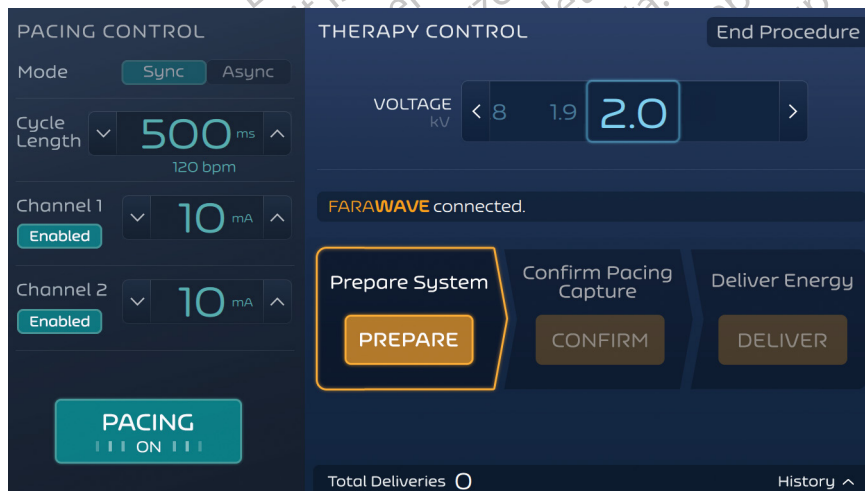 PACING CONTROL
Mode
Sync Async
Cycle
Length
500 ms
120 bpm
Channel 1
Enabled
10 mA
Channel 2
Enabled
10 mA
PACING
ON
THERAPY CONTROL
End Procedure
VOLTAGE
kV
8 1.9 2.0
FARAWAVE connected.
Prepare System
PREPARE
Confirm Pacing
Capture
CONFIRM
Deliver Energy
DELIVER
Total Deliveries 0
History